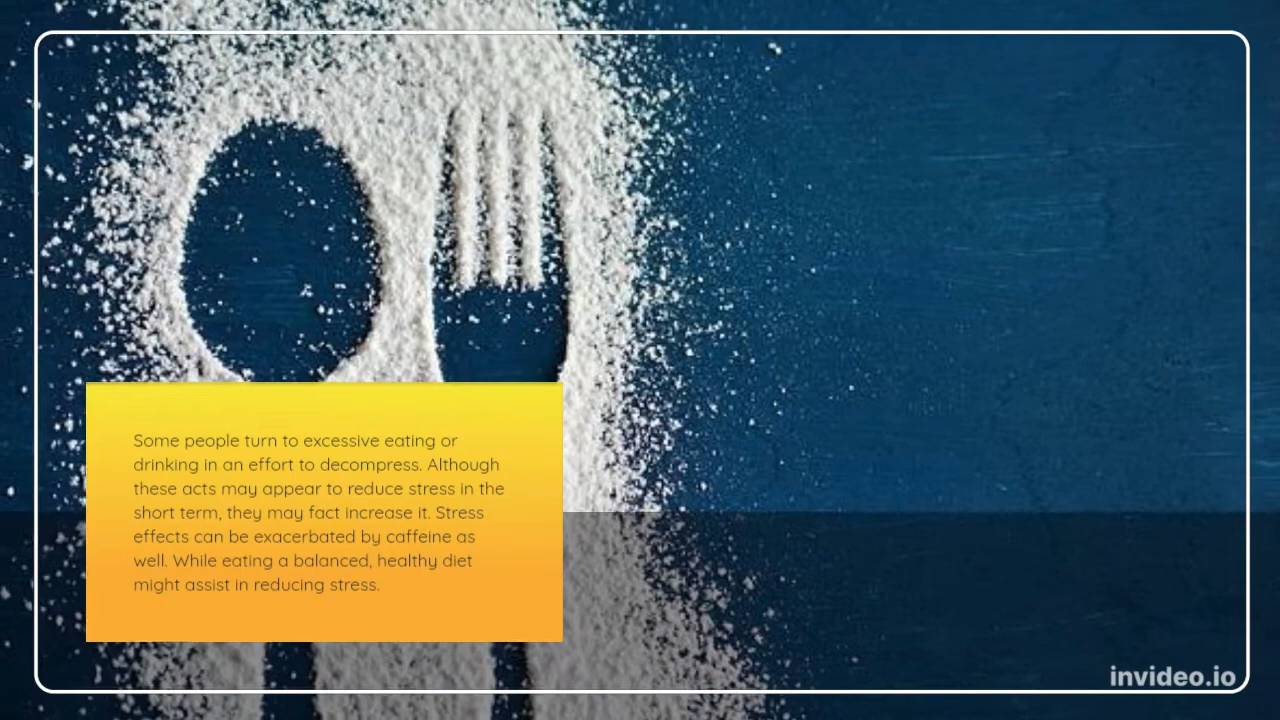 Some people turn to excessive eating or
drinking in an effort to decompress. Although
these acts may appear to reduce stress in the
short term, they may fact increase it. Stress
effects can be exacerbated by caffeine as
well. While eating a balanced, healthy diet
might assist in reducing stress.
invideo.io